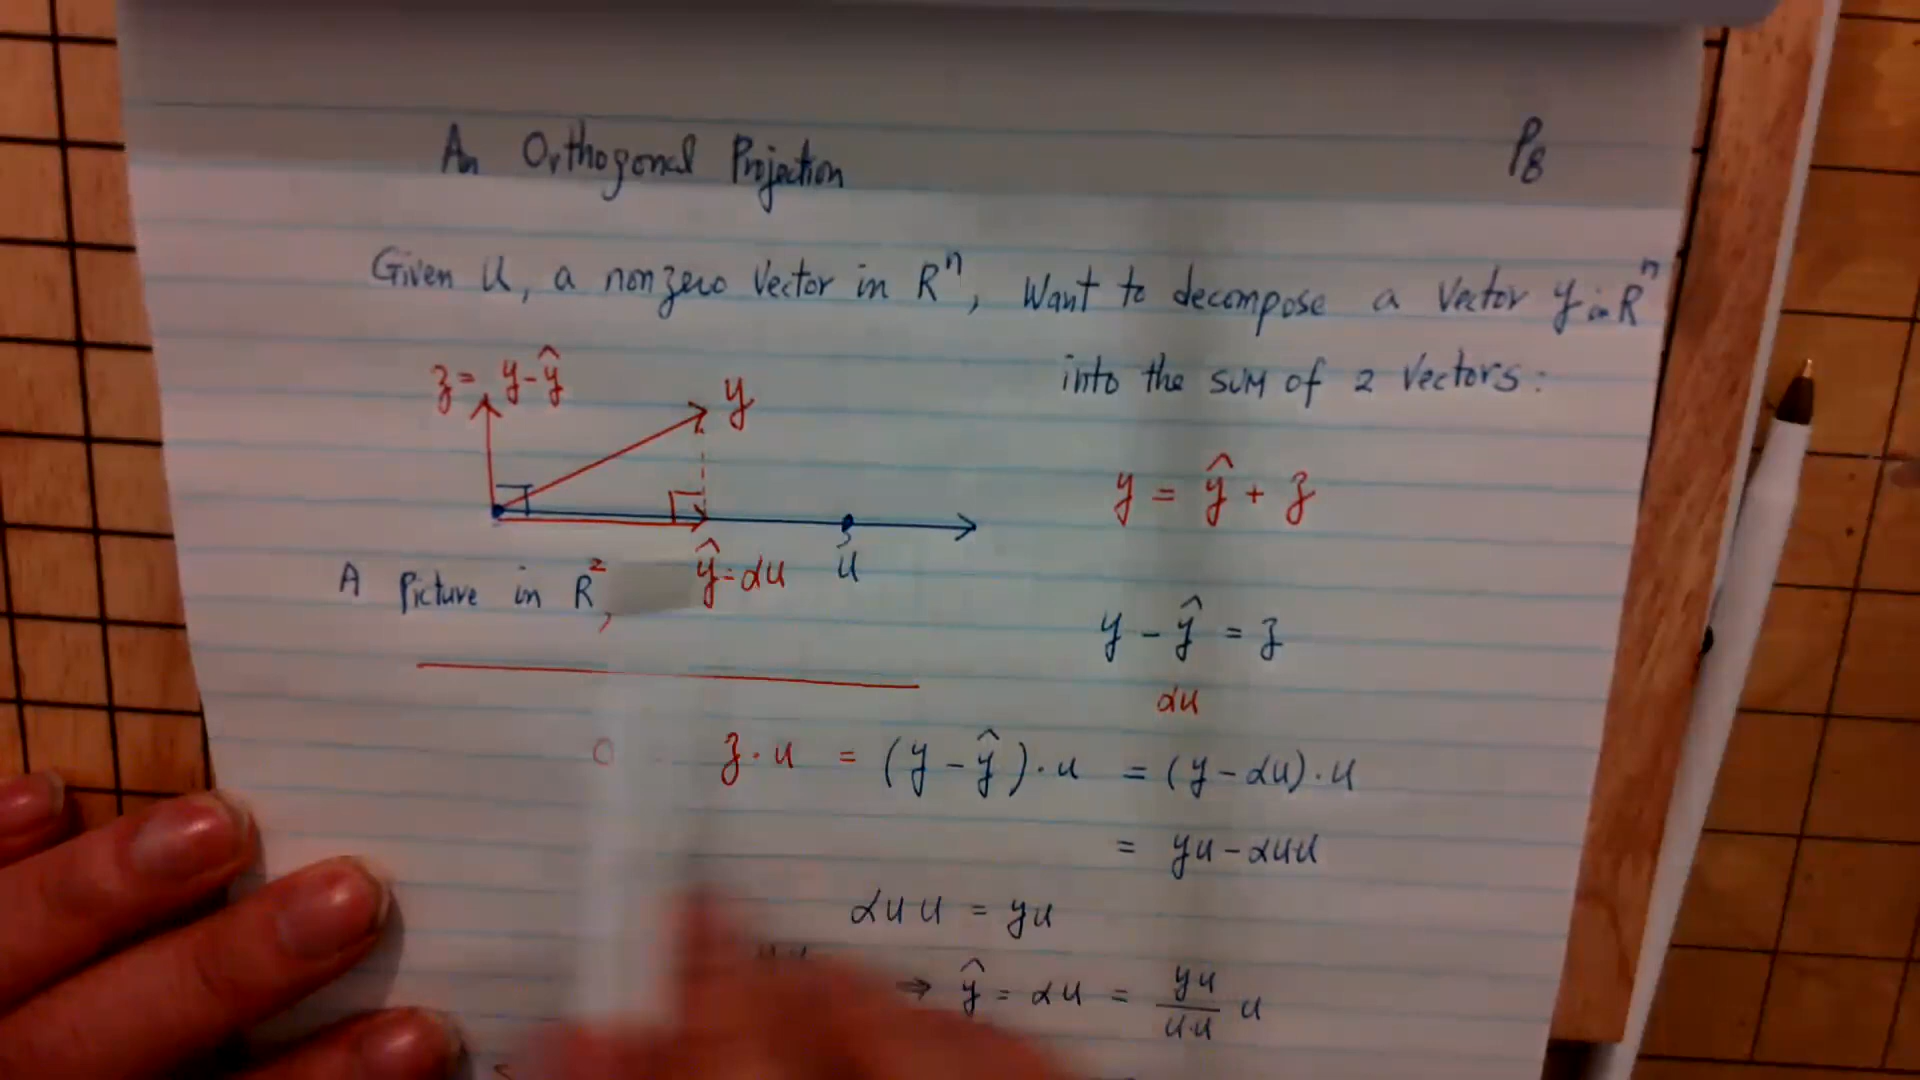 An Orthogonal Projection
P8
Given u, a nonzero vector in Rⁿ, Want to decompose a vector y in Rⁿ
into the sum of 2 vectors:
z = y - ŷ
y
y = ŷ + z
ŷ = αu
u
A Picture in R²,
y - ŷ = z
αu
0 z · u = (y - ŷ) · u = (y - αu) · u
= yu - αuu
αuu = yu
⇒ ŷ = αu = yu / u·u u